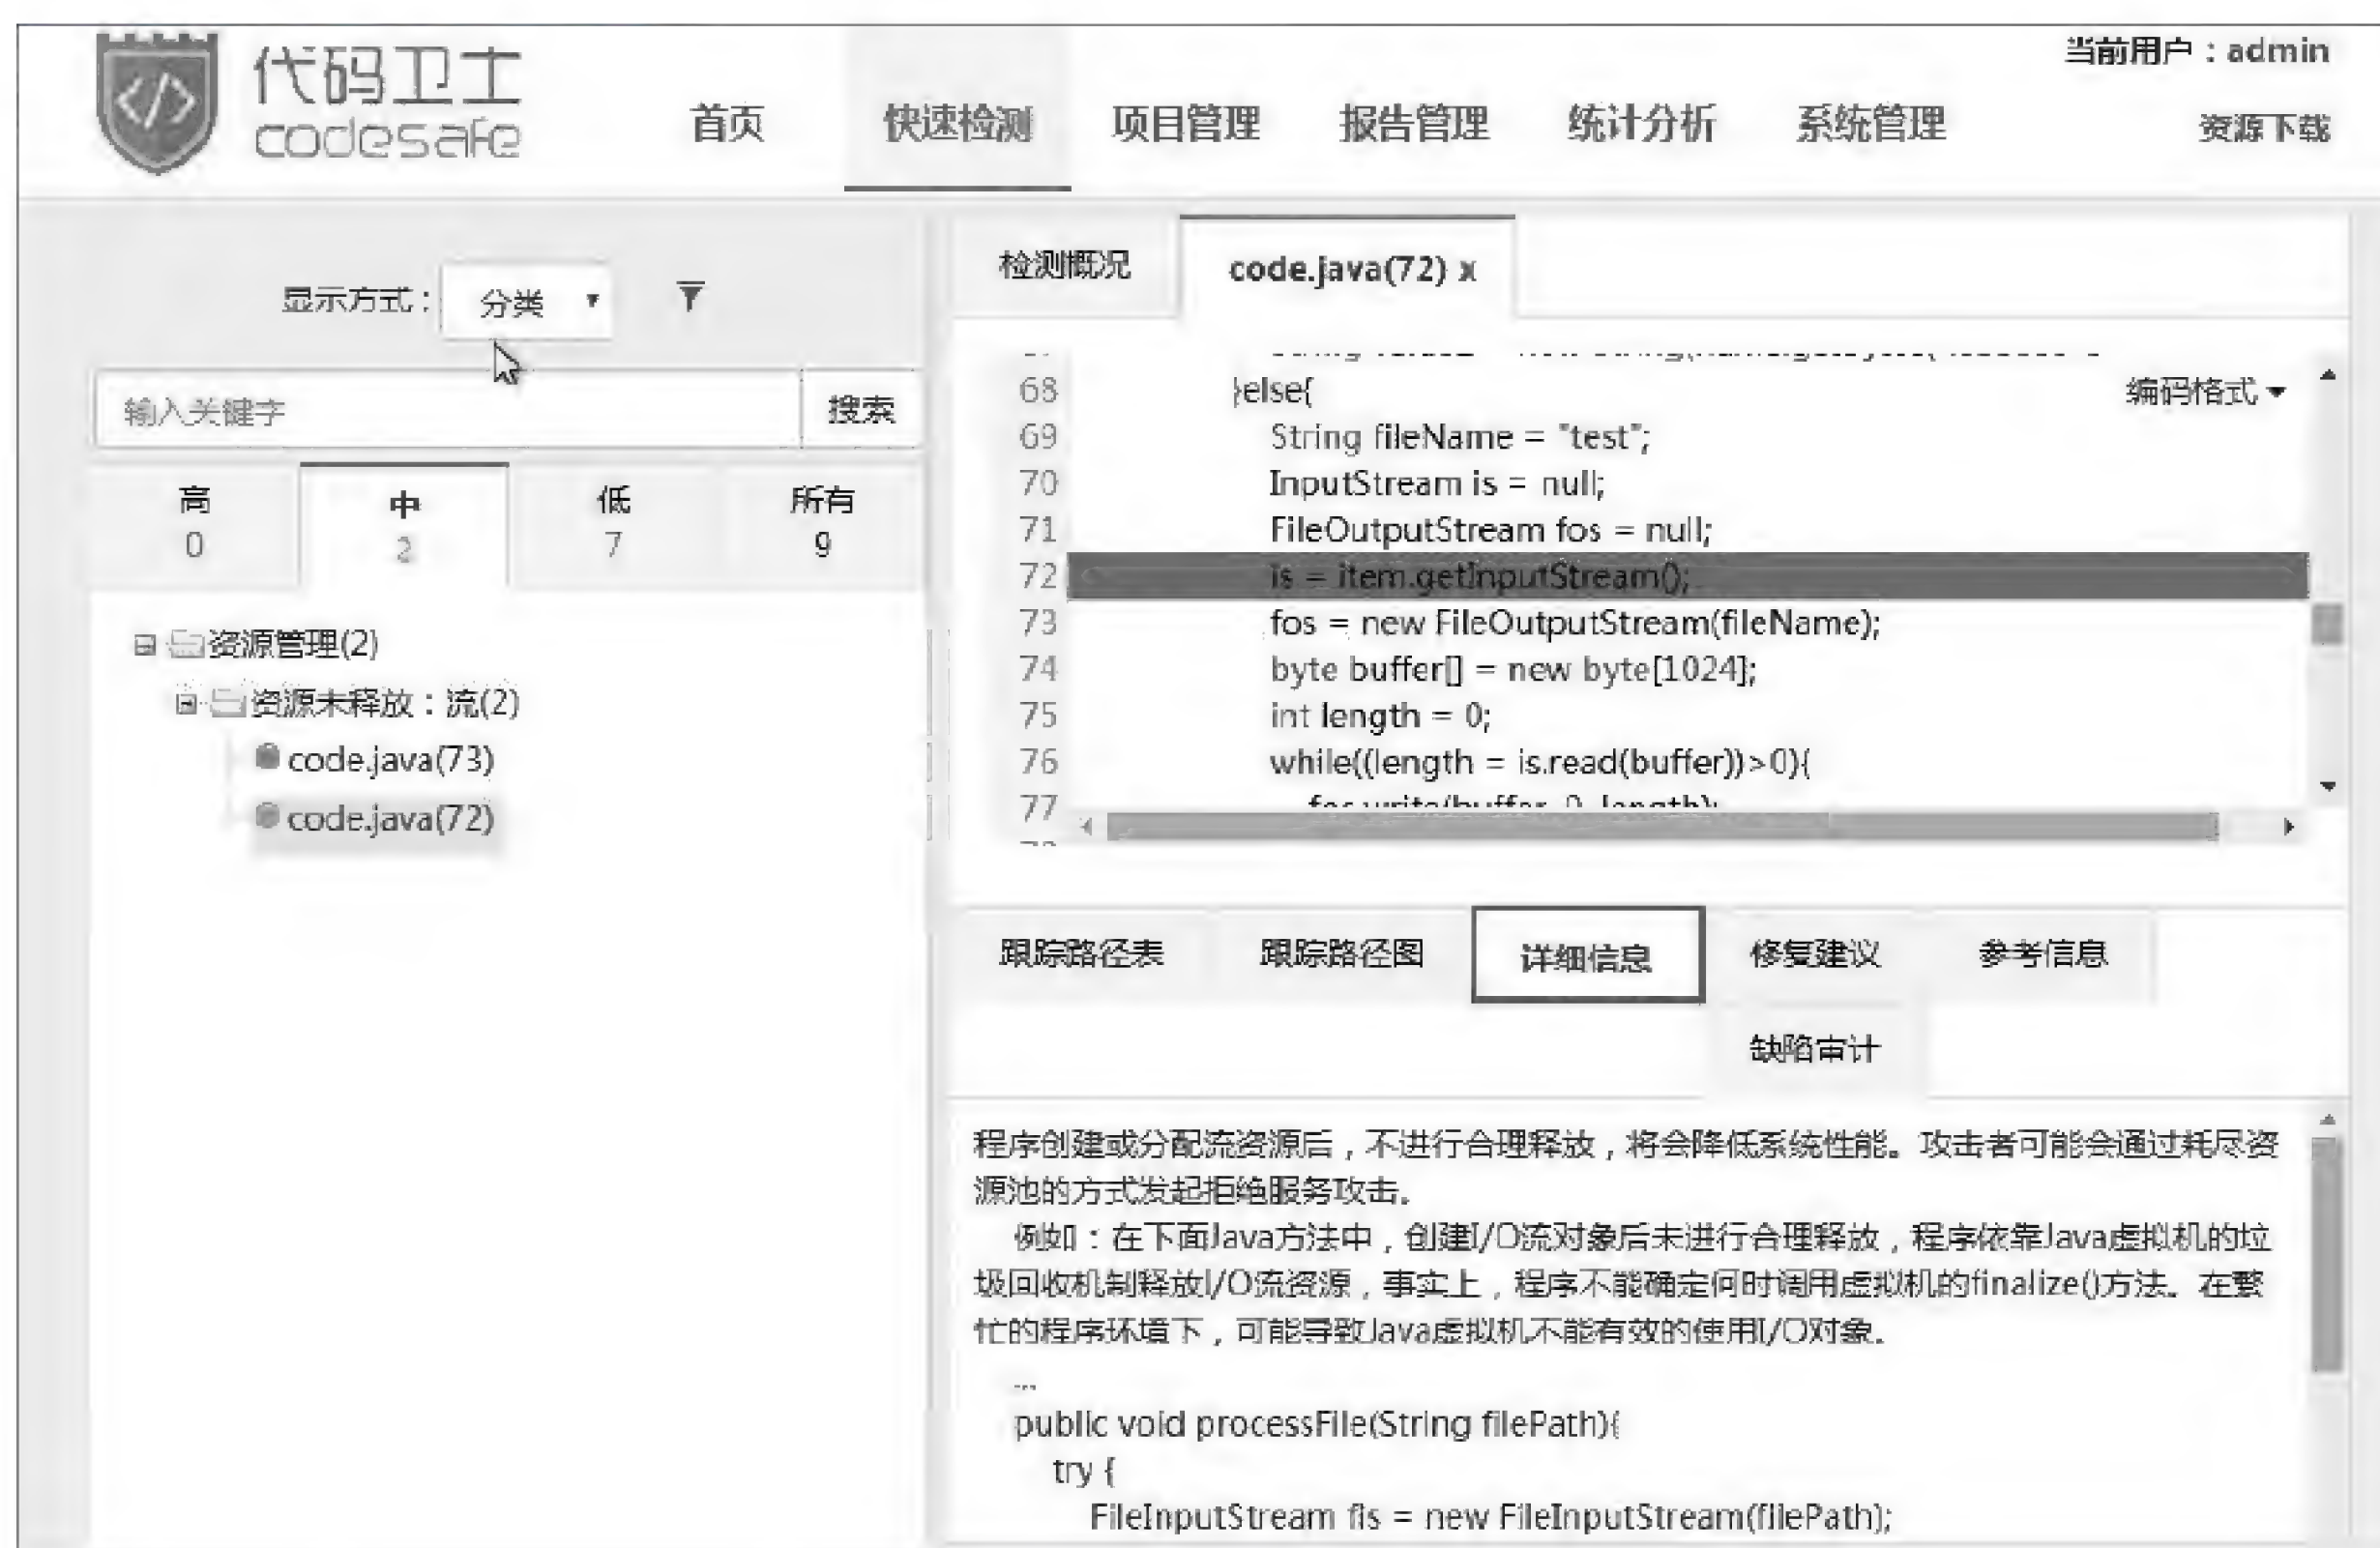 代码卫士
codesafe
当前用户：admin
首页 快速检测 项目管理 报告管理 统计分析 系统管理 资源下载
显示方式： 分类
输入关键字 搜索
高 中 低 所有
0 2 7 9
资源管理(2)
资源未释放：流(2)
code.java(73)
code.java(72)
检测概况 code.java(72) x
编码格式
68 }else{
69 String fileName = "test";
70 InputStream is = null;
71 FileOutputStream fos = null;
72 is = item.getInputStream();
73 fos = new FileOutputStream(fileName);
74 byte buffer[] = new byte[1024];
75 int length = 0;
76 while((length = is.read(buffer))>0){
77 fos.write(buffer, 0, length);
跟踪路径表 跟踪路径图 详细信息 修复建议 参考信息
缺陷审计
程序创建或分配流资源后，不进行合理释放，将会降低系统性能。攻击者可能会通过耗尽资
源池的方式发起拒绝服务攻击。
例如：在下面Java方法中，创建I/O流对象后未进行合理释放，程序依靠Java虚拟机的垃
圾回收机制释放I/O流资源，事实上，程序不能确定何时调用虚拟机的finalize()方法。在繁
忙的程序环境下，可能导致Java虚拟机不能有效的使用I/O对象。
...
public void processFile(String filePath){
try {
FileInputStream fis = new FileInputStream(filePath);